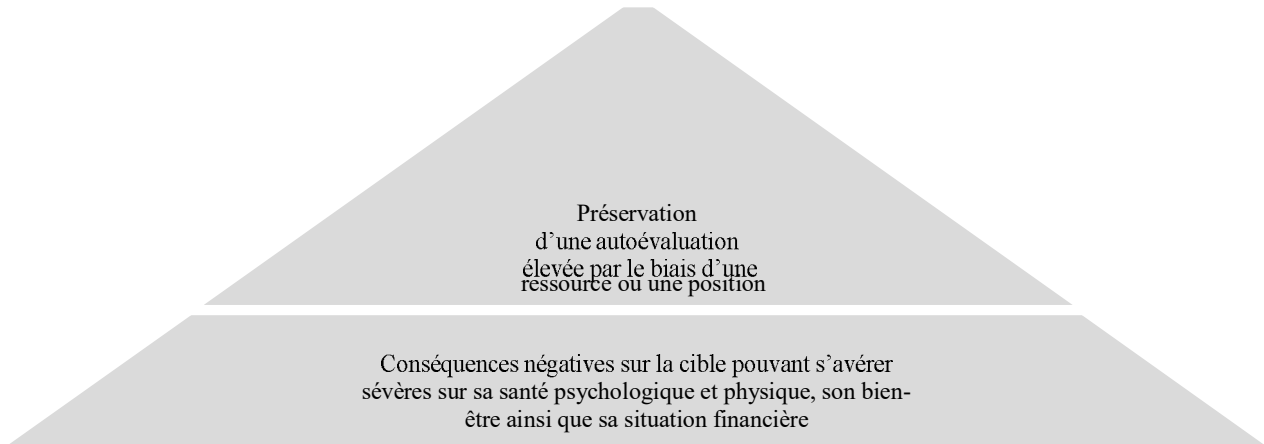 Préservation
d’une autoévaluation
élevée par le biais d’une
ressource ou une position
Conséquences négatives sur la cible pouvant s’avérer
sévères sur sa santé psychologique et physique, son bien-
être ainsi que sa situation financière